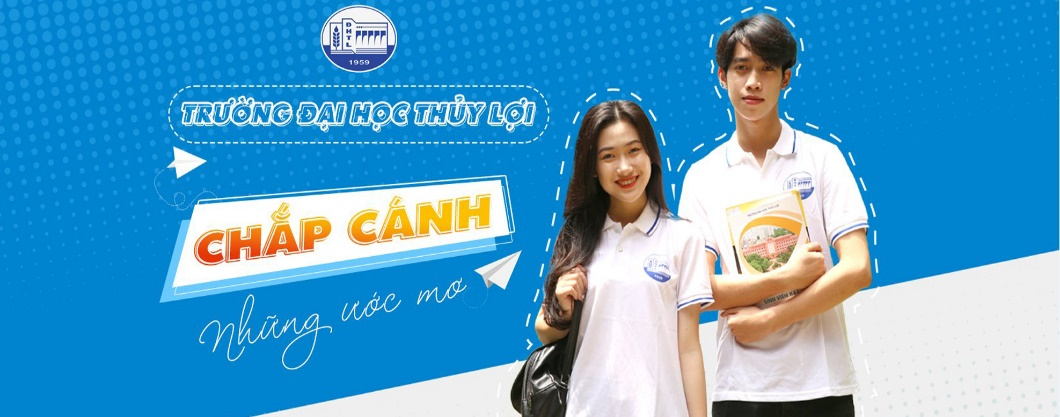 ĐHTL
1959
TRƯỜNG ĐẠI HỌC THỦY LỢI
CHẮP CÁNH
Những ước mơ